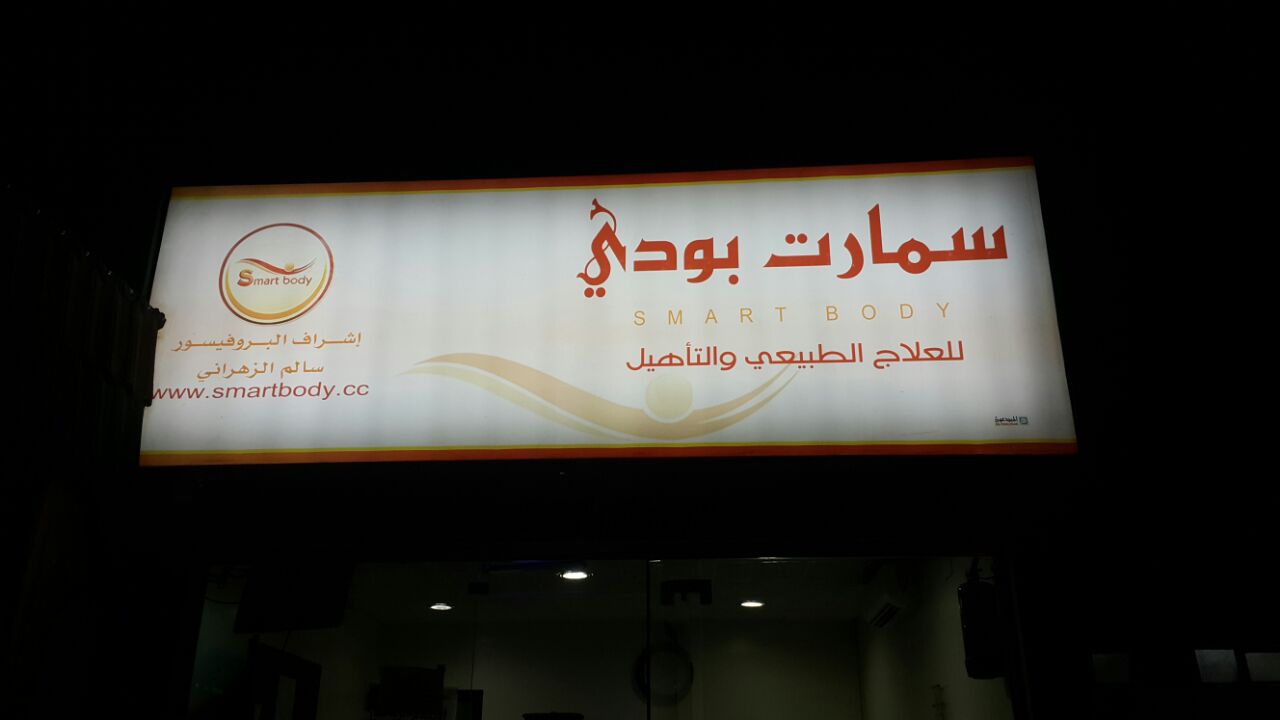 سمارت بودي
SMART BODY
للعلاج الطبيعي والتأهيل
Smart body
إشراف البروفيسور
سالم الزهراني
www.smartbody.cc